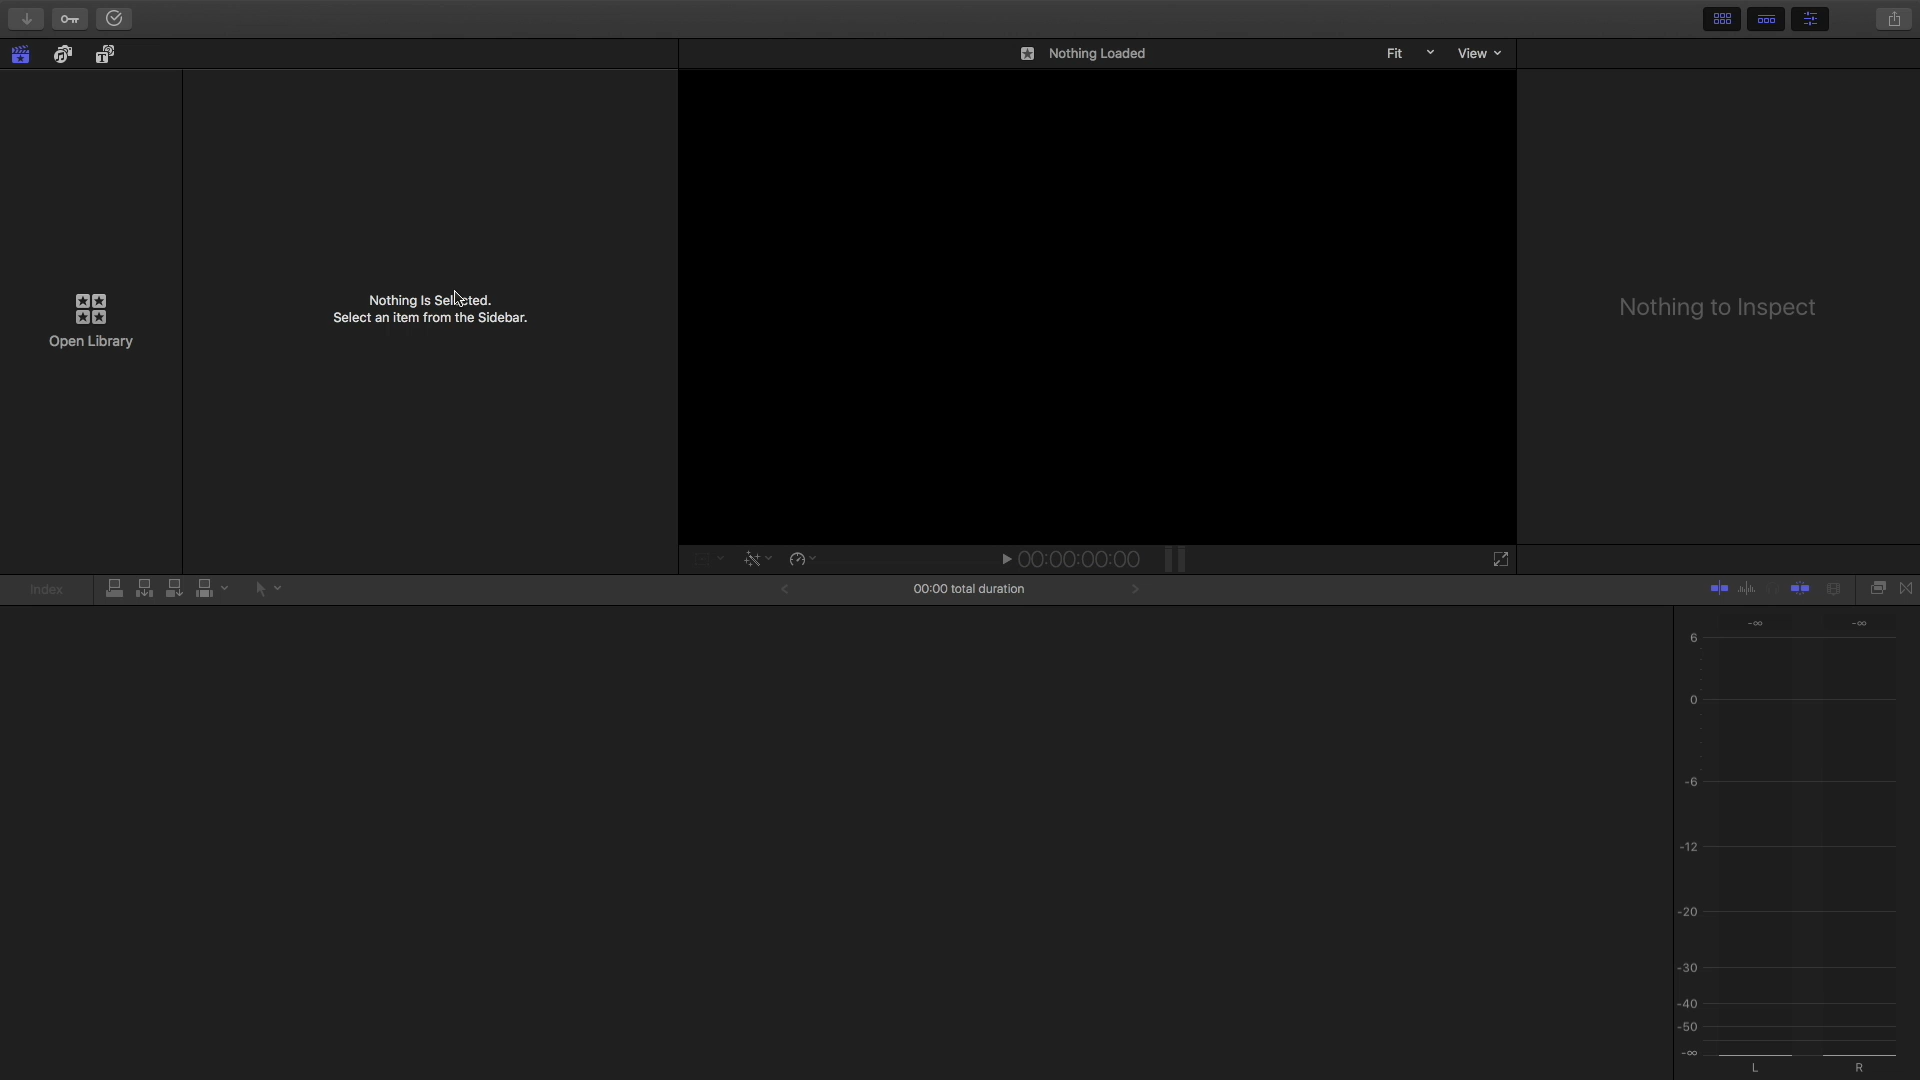 Nothing Loaded
Fit
View
Nothing Is Selected.
Select an item from the Sidebar.
Open Library
Nothing to Inspect
00:00:00:00
Index
00:00 total duration
-∞ -∞
6
0
-6
-12
-20
-30
-40
-50
-∞
L R